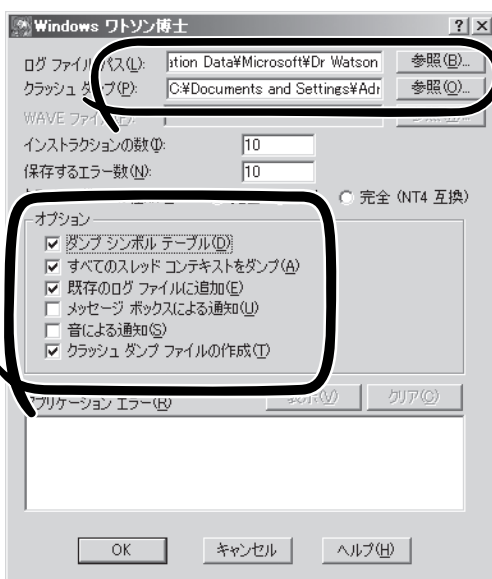 Windows ワトソン博士
ログ ファイル パス(L): ation Data¥Microsoft¥Dr Watson 参照(B)...
クラッシュ ダンプ(P): C:¥Documents and Settings¥Adr 参照(O)...
WAVE ファイル
インストラクションの数(I): 10
保存するエラー数(N): 10
完全 (NT4 互換)
オプション
ダンプ シンボル テーブル(D)
すべてのスレッド コンテキストをダンプ(A)
既存のログ ファイルに追加(E)
メッセージ ボックスによる通知(U)
音による通知(S)
クラッシュ ダンプ ファイルの作成(T)
アプリケーション エラー(R) 表示(V) クリア(C)
OK キャンセル ヘルプ(H)